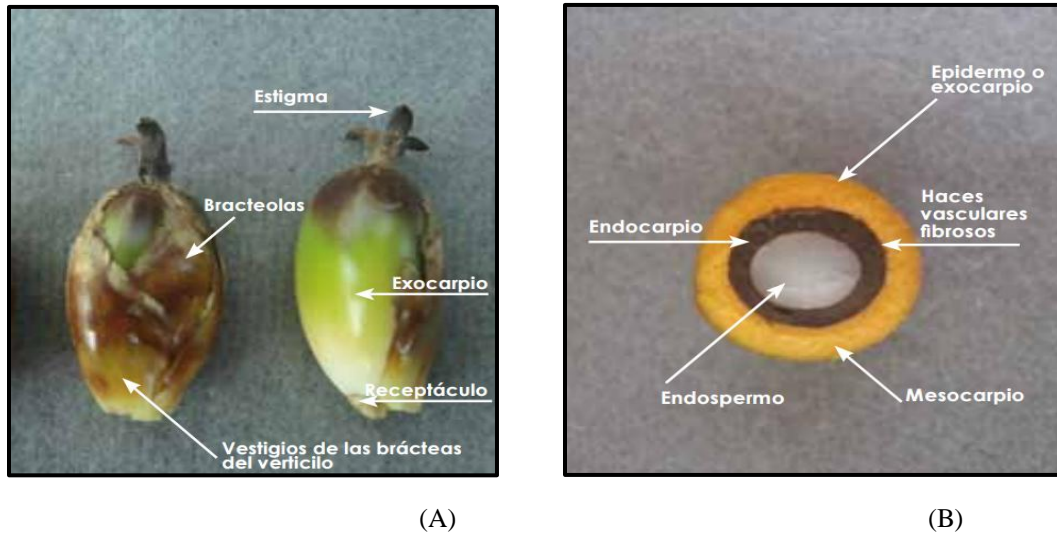 Estigma
Bracteolas
Exocarpio
Receptáculo
Vestigios de las brácteas
del verticilo
(A)
Epidermo o
exocarpio
Haces
vasculares
fibrosos
Endocarpio
Endospermo
Mesocarpio
(B)